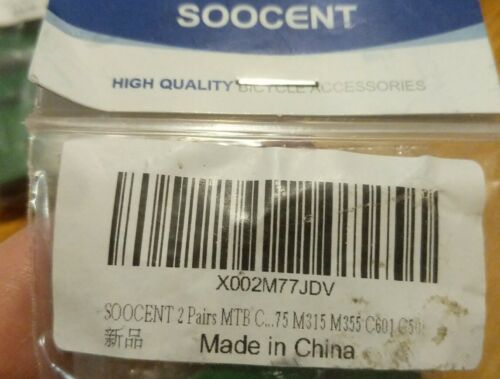 SOOCENT
HIGH QUALITY BICYCLE ACCESSORIES
X002M77JDV
SOOCENT 2 Pairs MTB C...75 M315 M355 C601 C501
新品
Made in China